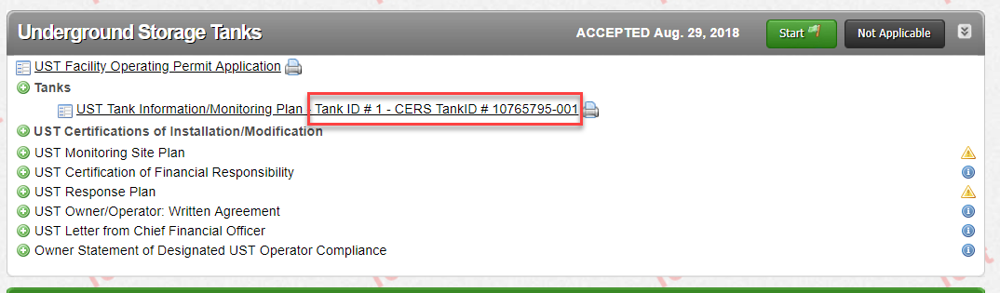 Underground Storage Tanks ACCEPTED Aug. 29, 2018 Start Not Applicable
UST Facility Operating Permit Application
Tanks
UST Tank Information/Monitoring Plan - Tank ID # 1 - CERS TankID # 10765795-001
UST Certifications of Installation/Modification
UST Monitoring Site Plan
UST Certification of Financial Responsibility
UST Response Plan
UST Owner/Operator: Written Agreement
UST Letter from Chief Financial Officer
Owner Statement of Designated UST Operator Compliance